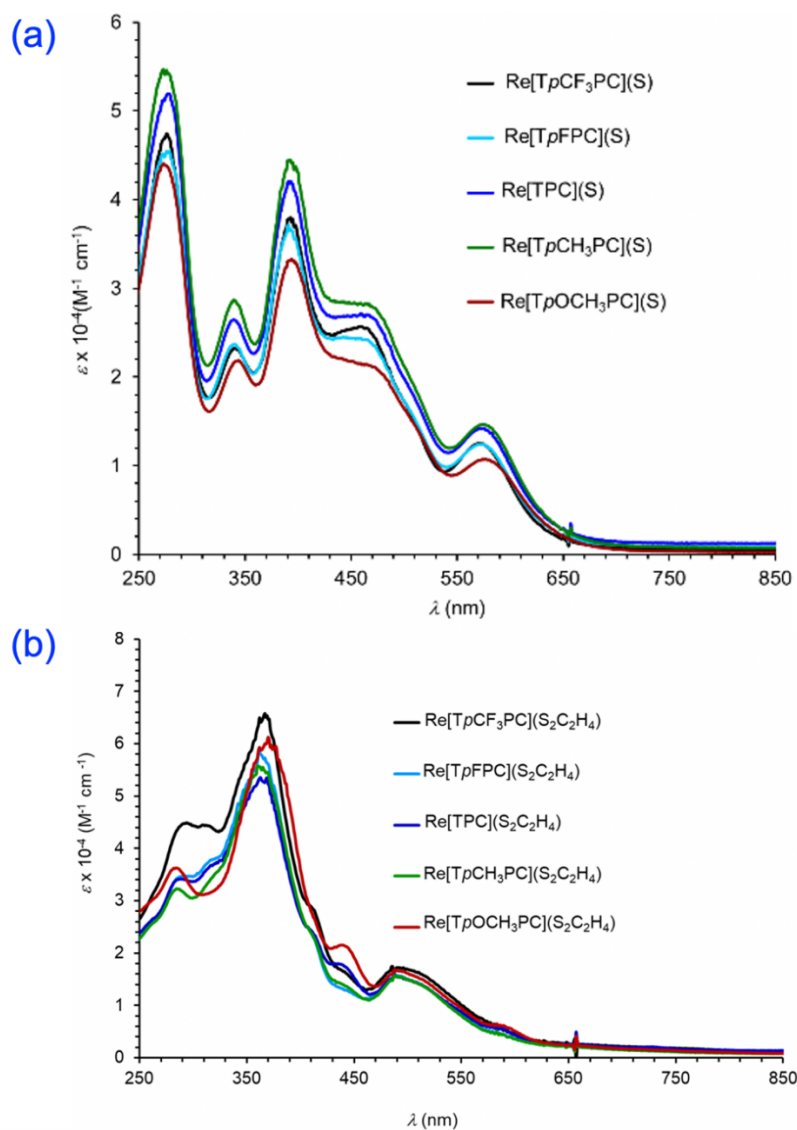 (a)
6
5
4
3
2
1
0
ε x 10⁻⁴(M⁻¹ cm⁻¹)
Re[TpCF₃PC](S)
Re[TpFPC](S)
Re[TPC](S)
Re[TpCH₃PC](S)
Re[TpOCH₃PC](S)
250 350 450 550 650 750 850
λ (nm)
(b)
8
7
6
5
4
3
2
1
0
ε x 10⁻⁴ (M⁻¹ cm⁻¹)
Re[TpCF₃PC](S₂C₂H₄)
Re[TpFPC](S₂C₂H₄)
Re[TPC](S₂C₂H₄)
Re[TpCH₃PC](S₂C₂H₄)
Re[TpOCH₃PC](S₂C₂H₄)
250 350 450 550 650 750 850
λ (nm)